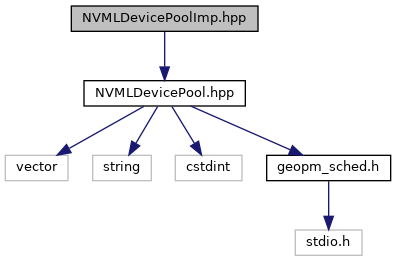 NVMLDevicePoolImp.hpp
NVMLDevicePool.hpp
vector
string
cstdint
geopm_sched.h
stdio.h